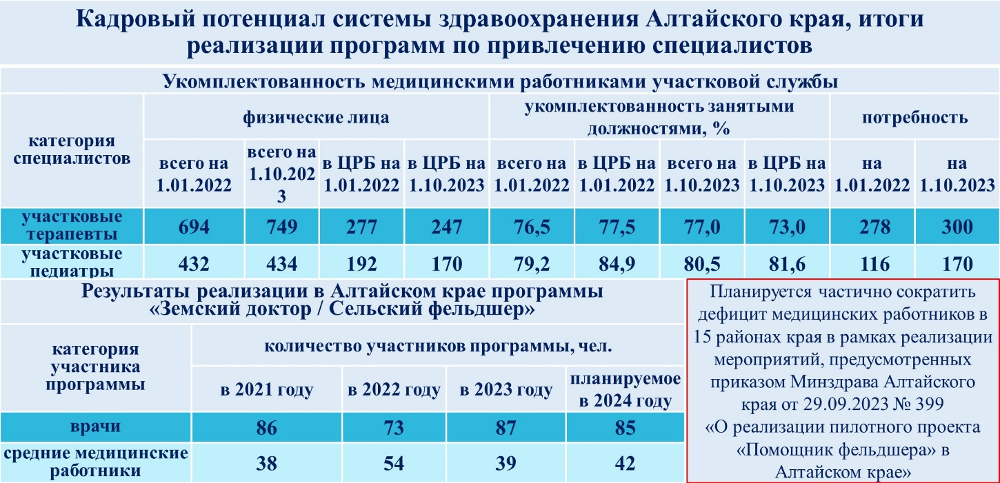 Кадровый потенциал системы здравоохранения Алтайского края, итоги
реализации программ по привлечению специалистов
Укомплектованность медицинскими работниками участковой службы
категория
специалистов
физические лица
укомплектованность занятыми
должностями, %
потребность
всего на
1.01.2022
всего на
1.10.202
3
в ЦРБ на
1.01.2022
в ЦРБ на
1.10.2023
всего на
1.01.2022
в ЦРБ на
1.01.2022
всего на
1.10.2023
в ЦРБ на
1.10.2023
на
1.01.2022
на
1.10.2023
участковые
терапевты
694 749 277 247 76,5 77,5 77,0 73,0 278 300
участковые
педиатры
432 434 192 170 79,2 84,9 80,5 81,6 116 170
Результаты реализации в Алтайском крае программы
«Земский доктор / Сельский фельдшер»
категория
участника
программы
количество участников программы, чел.
в 2021 году
в 2022 году
в 2023 году
планируемое
в 2024 году
врачи 86 73 87 85
средние медицинские
работники
38 54 39 42
Планируется частично сократить
дефицит медицинских работников в
15 районах края в рамках реализации
мероприятий, предусмотренных
приказом Минздрава Алтайского
края от 29.09.2023 № 399
«О реализации пилотного проекта
«Помощник фельдшера» в
Алтайском крае»